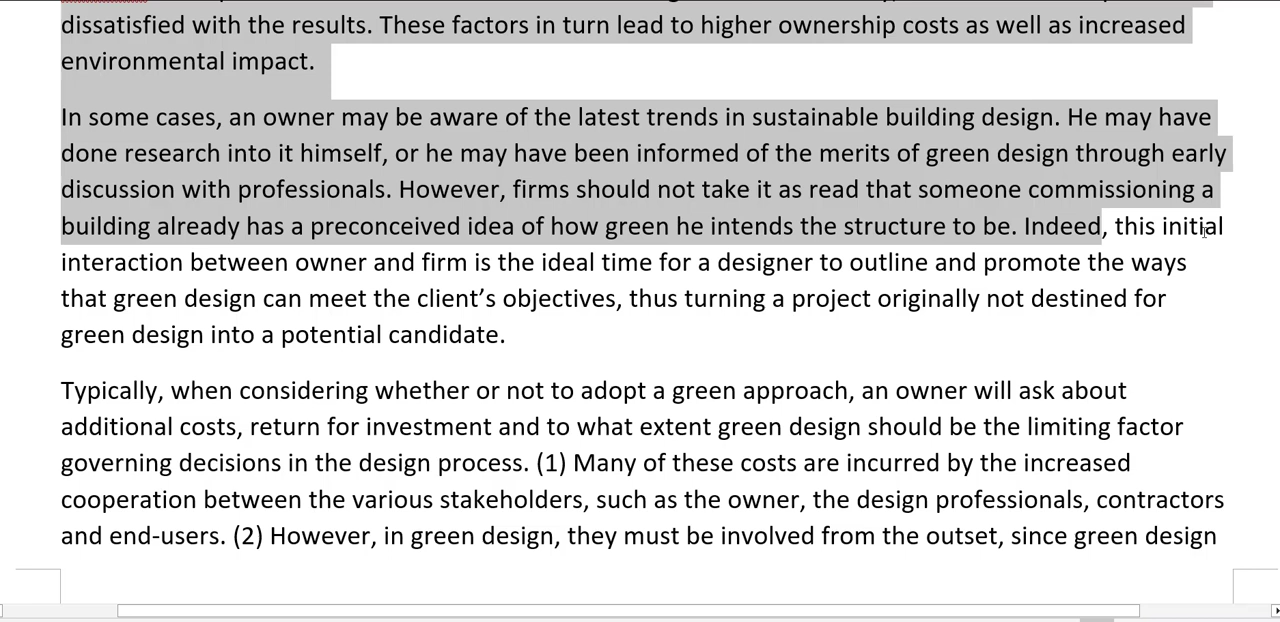 dissatisfied with the results. These factors in turn lead to higher ownership costs as well as increased
environmental impact.
In some cases, an owner may be aware of the latest trends in sustainable building design. He may have
done research into it himself, or he may have been informed of the merits of green design through early
discussion with professionals. However, firms should not take it as read that someone commissioning a
building already has a preconceived idea of how green he intends the structure to be. Indeed, this initial
interaction between owner and firm is the ideal time for a designer to outline and promote the ways
that green design can meet the client’s objectives, thus turning a project originally not destined for
green design into a potential candidate.
Typically, when considering whether or not to adopt a green approach, an owner will ask about
additional costs, return for investment and to what extent green design should be the limiting factor
governing decisions in the design process. (1) Many of these costs are incurred by the increased
cooperation between the various stakeholders, such as the owner, the design professionals, contractors
and end-users. (2) However, in green design, they must be involved from the outset, since green design